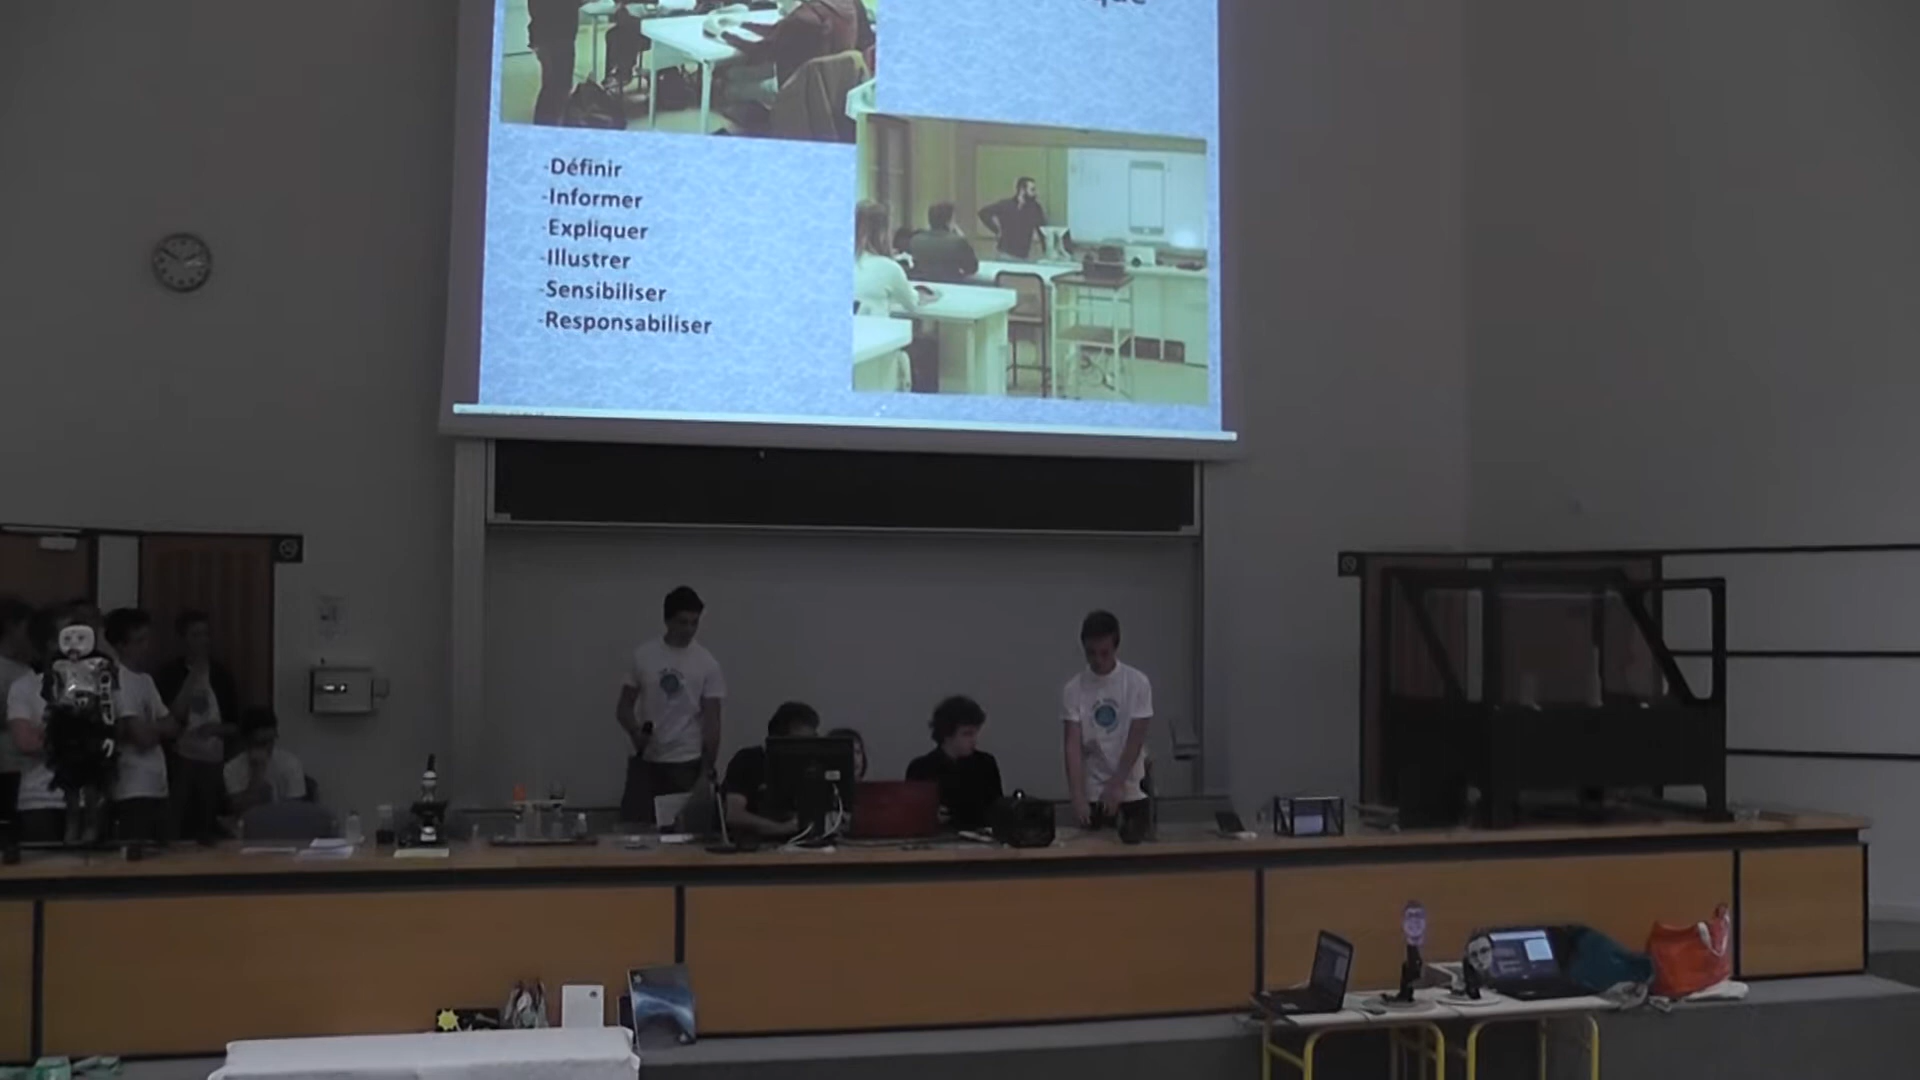 -Définir
-Informer
-Expliquer
-Illustrer
-Sensibiliser
-Responsabiliser